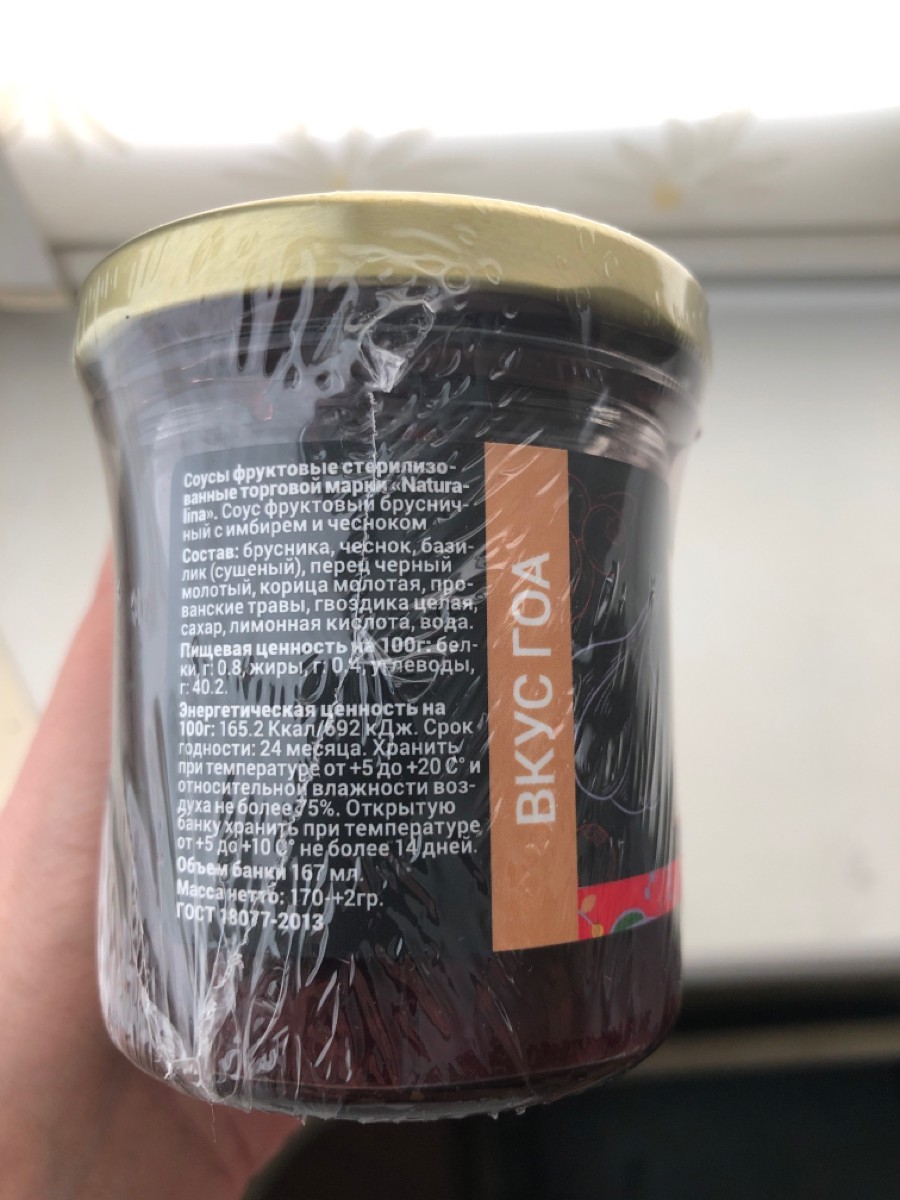 Соусы фруктовые стерилизо-
ванные торговой марки «Natura-
lina». Соус фруктовый бруснич-
ный с имбирем и чесноком
Состав: брусника, чеснок, бази-
лик (сушеный), перец черный
молотый, корица молотая, про-
ванские травы, гвоздика целая,
сахар, лимонная кислота, вода.
Пищевая ценность на 100г: бел-
ки, г: 0.8, жиры, г: 0.4, углеводы,
г: 40.2.
Энергетическая ценность на
100г: 165.2 Ккал/692 кДж. Срок
годности: 24 месяца. Хранить
при температуре от +5 до +20 С° и
относительной влажности воз-
духа не более 75%. Открытую
банку хранить при температуре
от +5 до +10 С° не более 14 дней.
Объем банки 167 мл.
Масса нетто: 170-+2гр.
ГОСТ 18077-2013
ВКУС ГОА